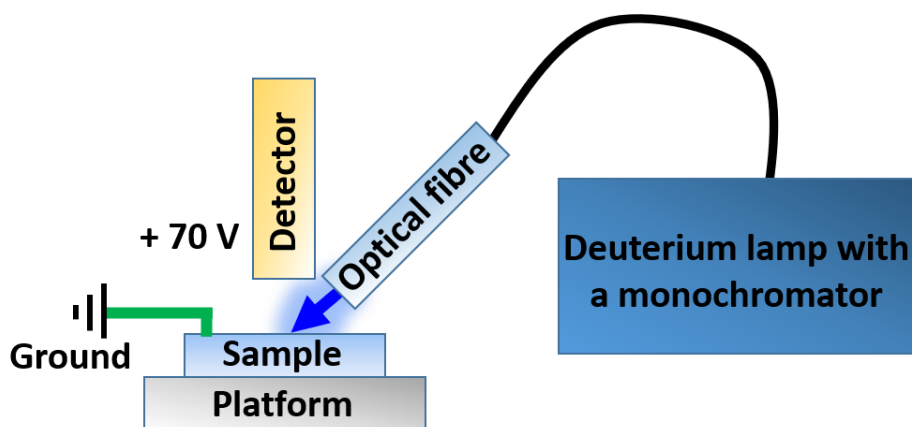 Detector
Optical fibre
+ 70 V
Deuterium lamp with
a monochromator
Ground
Sample
Platform